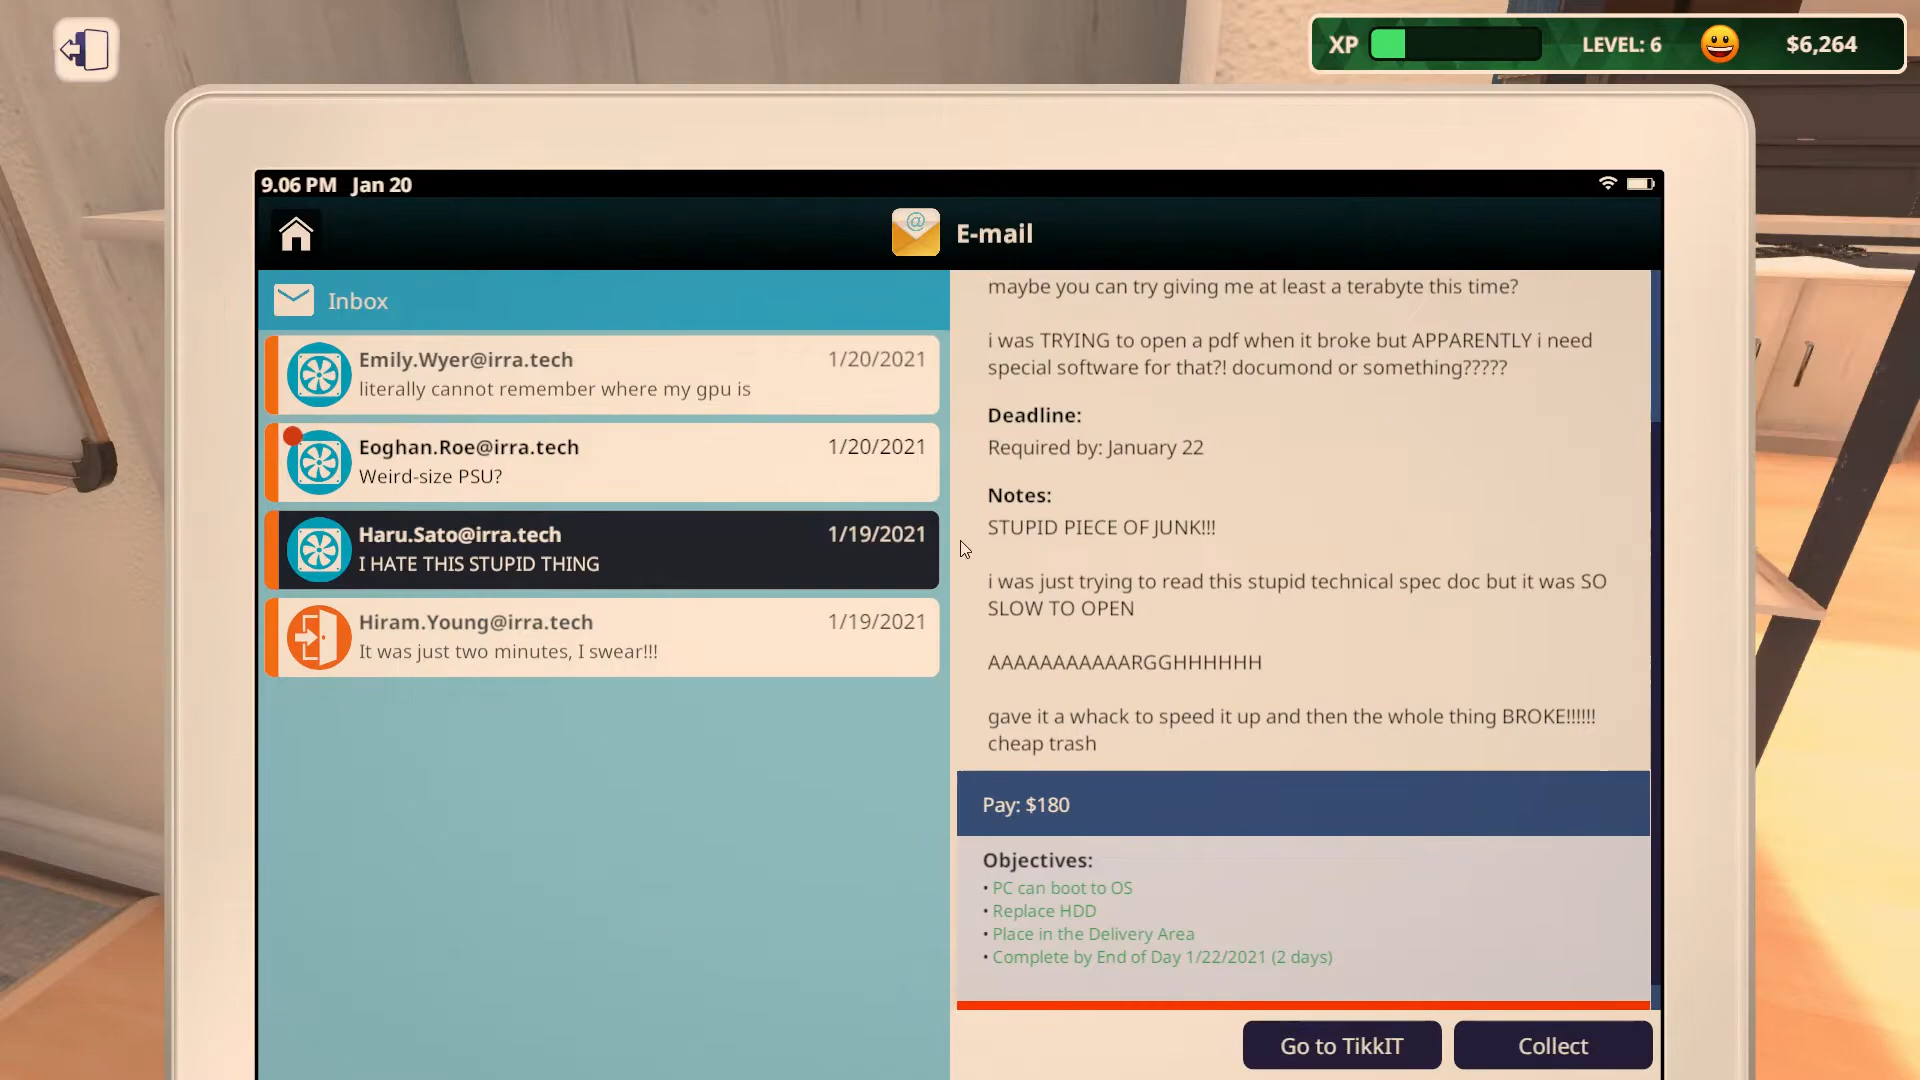 XP
LEVEL: 6
$6,264
9.06 PM Jan 20
E-mail
Inbox
Emily.Wyer@irra.tech
1/20/2021
literally cannot remember where my gpu is
Eoghan.Roe@irra.tech
1/20/2021
Weird-size PSU?
Haru.Sato@irra.tech
1/19/2021
I HATE THIS STUPID THING
Hiram.Young@irra.tech
1/19/2021
It was just two minutes, I swear!!!
maybe you can try giving me at least a terabyte this time?
i was TRYING to open a pdf when it broke but APPARENTLY i need
special software for that?! documond or something?????
Deadline:
Required by: January 22
Notes:
STUPID PIECE OF JUNK!!!
i was just trying to read this stupid technical spec doc but it was SO
SLOW TO OPEN
AAAAAAAAAAARGGHHHHHH
gave it a whack to speed it up and then the whole thing BROKE!!!!!!
cheap trash
Pay: $180
Objectives:
• PC can boot to OS
• Replace HDD
• Place in the Delivery Area
• Complete by End of Day 1/22/2021 (2 days)
Go to TikkIT
Collect